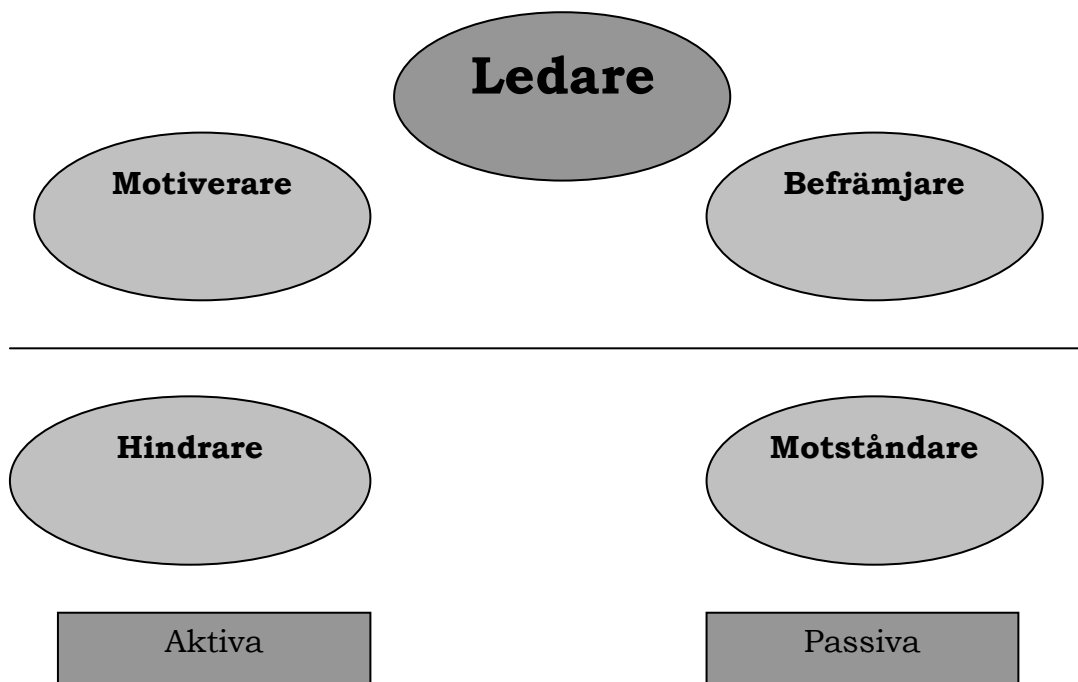 Ledare
Motiverare
Befrämjare
Hindrare
Motståndare
Aktiva
Passiva